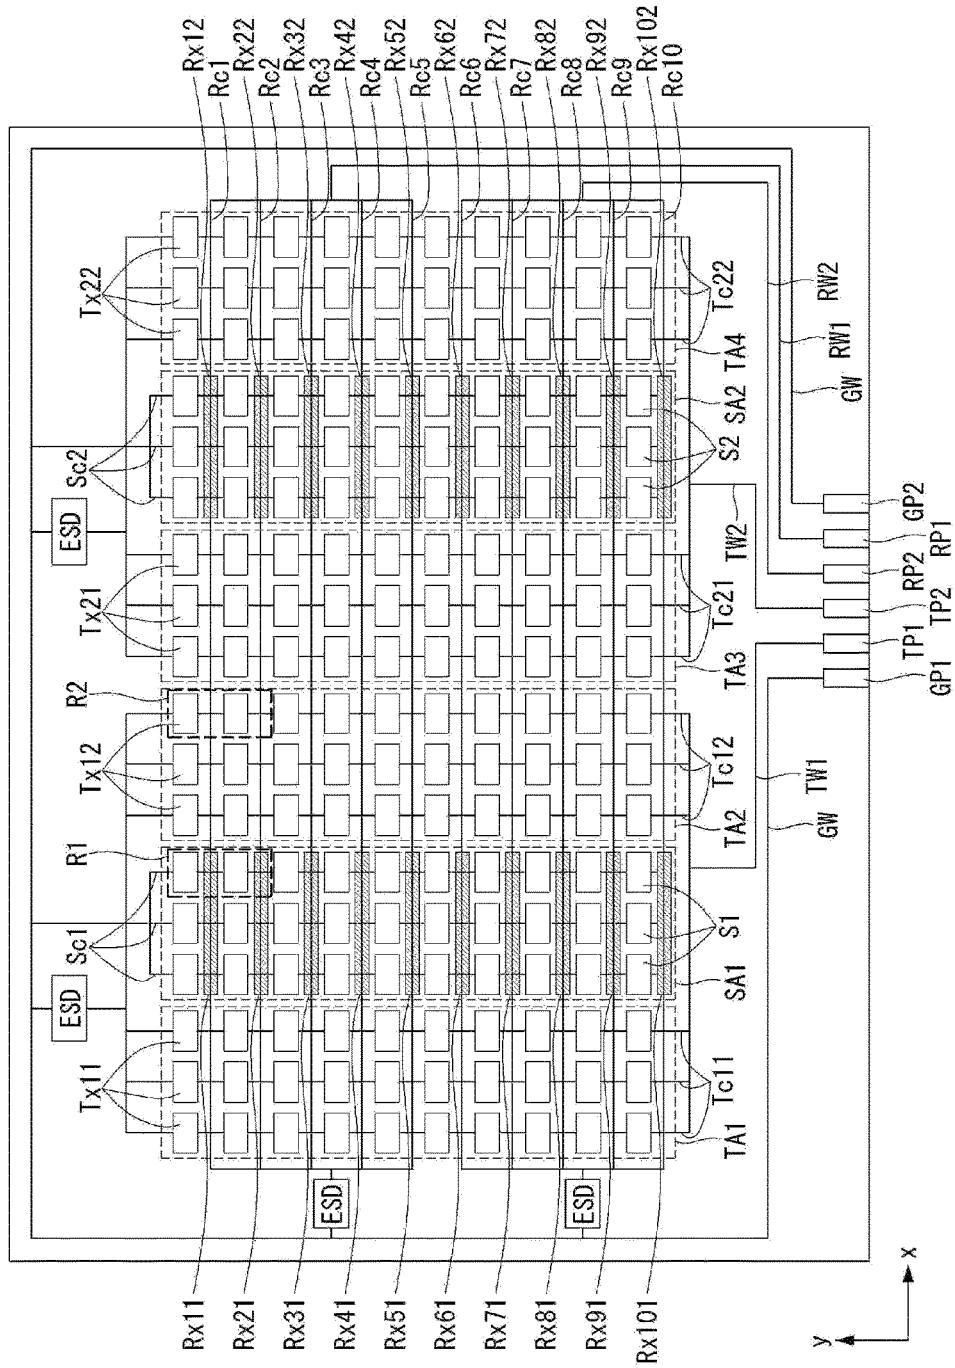 Rx12
Rc1
Rx22
Rc2
Rx32
Rc3
Rx42
Rc4
Rx52
Rc5
Rx62
Rc6
Rx72
Rc7
Rx82
Rc8
Rx92
Rc9
Rx102
Rc10
Tx22
Sc2
ESD
Tx21
R2
Tx12
R1
Sc1
ESD
Tx11
Tc22
TA4
SA2
S2
Tc21
TA3
Tc12
TA2
S1
SA1
Tc11
TA1
RW2
RW1
GW
TW2
TW1
GW
GP2
RP1
RP2
TP2
TP1
GP1
ESD
ESD
Rx11
Rx21
Rx31
Rx41
Rx51
Rx61
Rx71
Rx81
Rx91
Rx101
y
x